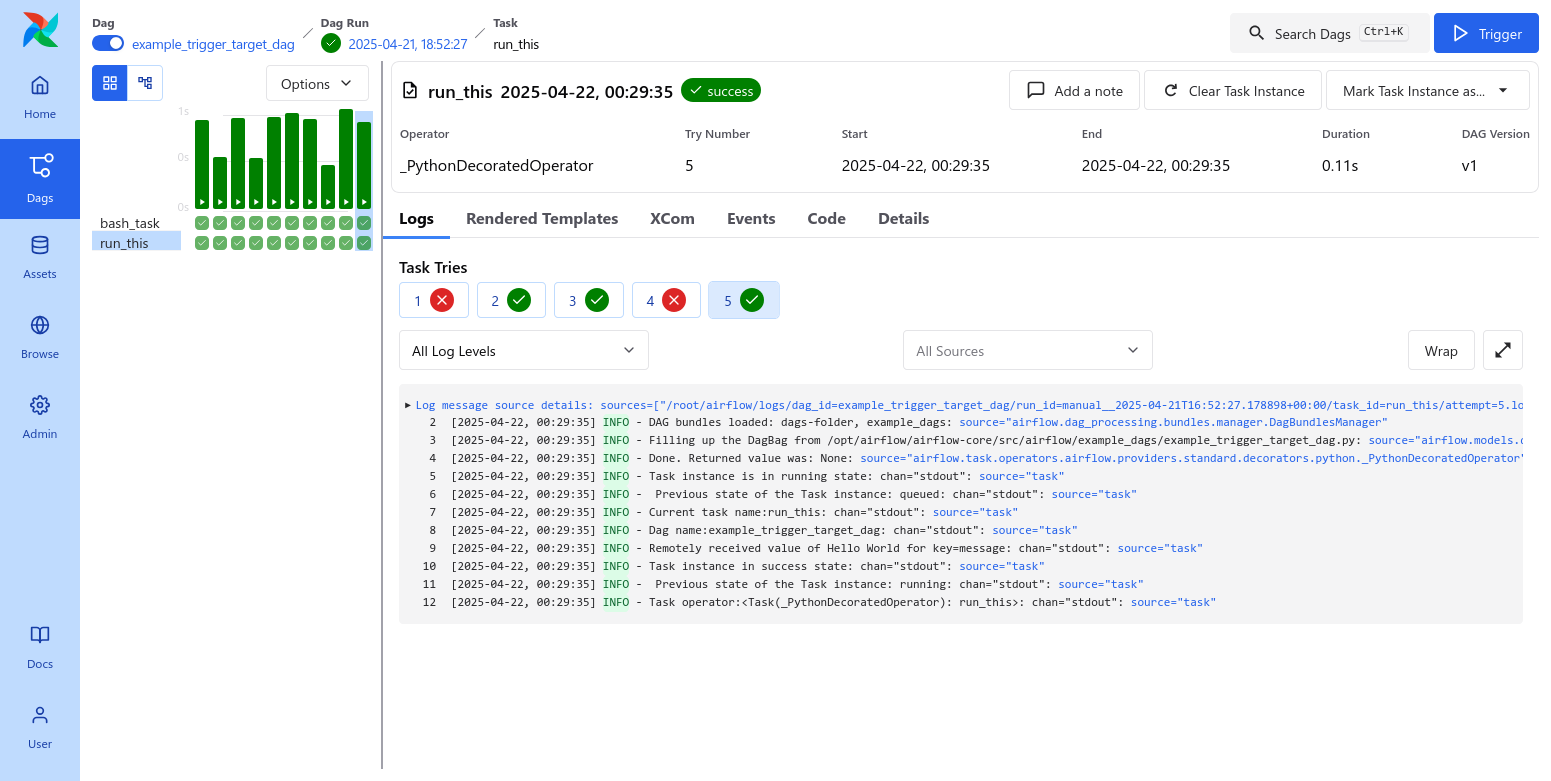 Dag
example_trigger_target_dag
Dag Run
2025-04-21, 18:52:27
Task
run_this
Search Dags Ctrl+K
Trigger
Home
Dags
Assets
Browse
Admin
Docs
User
Options
1s
0s
0s
bash_task
run_this
run_this 2025-04-22, 00:29:35 success
Add a note
Clear Task Instance
Mark Task Instance as...
Operator Try Number Start End Duration DAG Version
_PythonDecoratedOperator 5 2025-04-22, 00:29:35 2025-04-22, 00:29:35 0.11s v1
Logs Rendered Templates XCom Events Code Details
Task Tries
1 2 3 4 5
All Log Levels All Sources Wrap
Log message source details: sources=["/root/airflow/logs/dag_id=example_trigger_target_dag/run_id=manual__2025-04-21T16:52:27.178898+00:00/task_id=run_this/attempt=5.lo
2 [2025-04-22, 00:29:35] INFO - DAG bundles loaded: dags-folder, example_dags: source="airflow.dag_processing.bundles.manager.DagBundlesManager"
3 [2025-04-22, 00:29:35] INFO - Filling up the DagBag from /opt/airflow/airflow-core/src/airflow/example_dags/example_trigger_target_dag.py: source="airflow.models.d
4 [2025-04-22, 00:29:35] INFO - Done. Returned value was: None: source="airflow.task.operators.airflow.providers.standard.decorators.python._PythonDecoratedOperator"
5 [2025-04-22, 00:29:35] INFO - Task instance is in running state: chan="stdout": source="task"
6 [2025-04-22, 00:29:35] INFO -  Previous state of the Task instance: queued: chan="stdout": source="task"
7 [2025-04-22, 00:29:35] INFO - Current task name:run_this: chan="stdout": source="task"
8 [2025-04-22, 00:29:35] INFO - Dag name:example_trigger_target_dag: chan="stdout": source="task"
9 [2025-04-22, 00:29:35] INFO - Remotely received value of Hello World for key=message: chan="stdout": source="task"
10 [2025-04-22, 00:29:35] INFO - Task instance in success state: chan="stdout": source="task"
11 [2025-04-22, 00:29:35] INFO -  Previous state of the Task instance: running: chan="stdout": source="task"
12 [2025-04-22, 00:29:35] INFO - Task operator:<Task(_PythonDecoratedOperator): run_this>: chan="stdout": source="task"